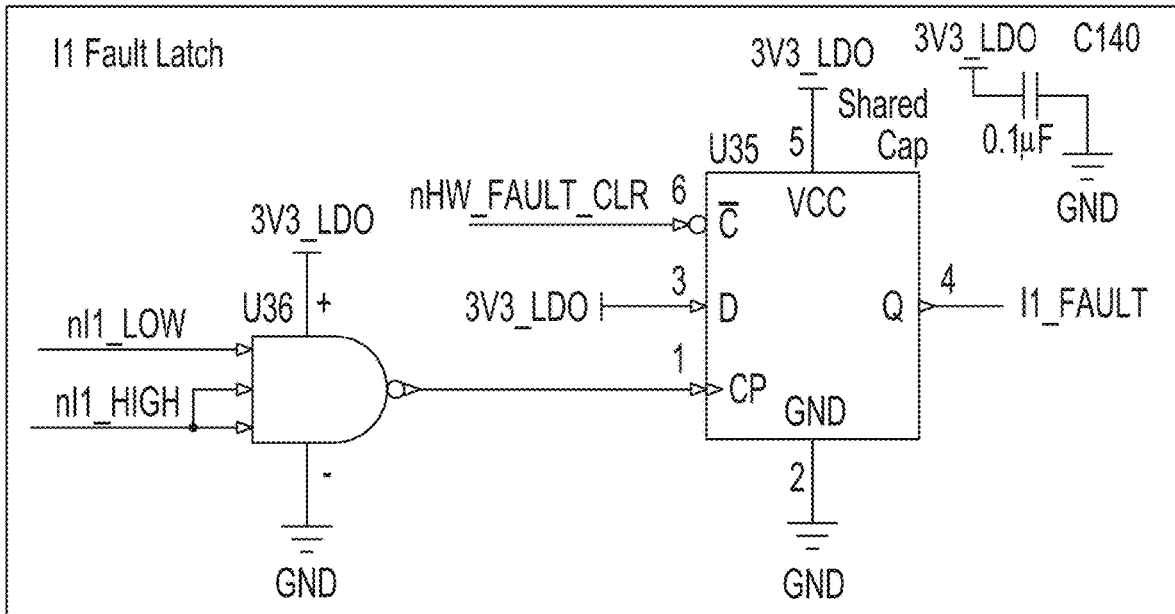 I1 Fault Latch
3V3_LDO
Shared
Cap
3V3_LDO C140
0.1µF
GND
U35
5
nHW_FAULT_CLR
6
C̅
VCC
3V3_LDO
U36
+
nI1_LOW
nI1_HIGH
-
GND
3V3_LDO
3
D
Q
4
I1_FAULT
1
CP
GND
2
GND